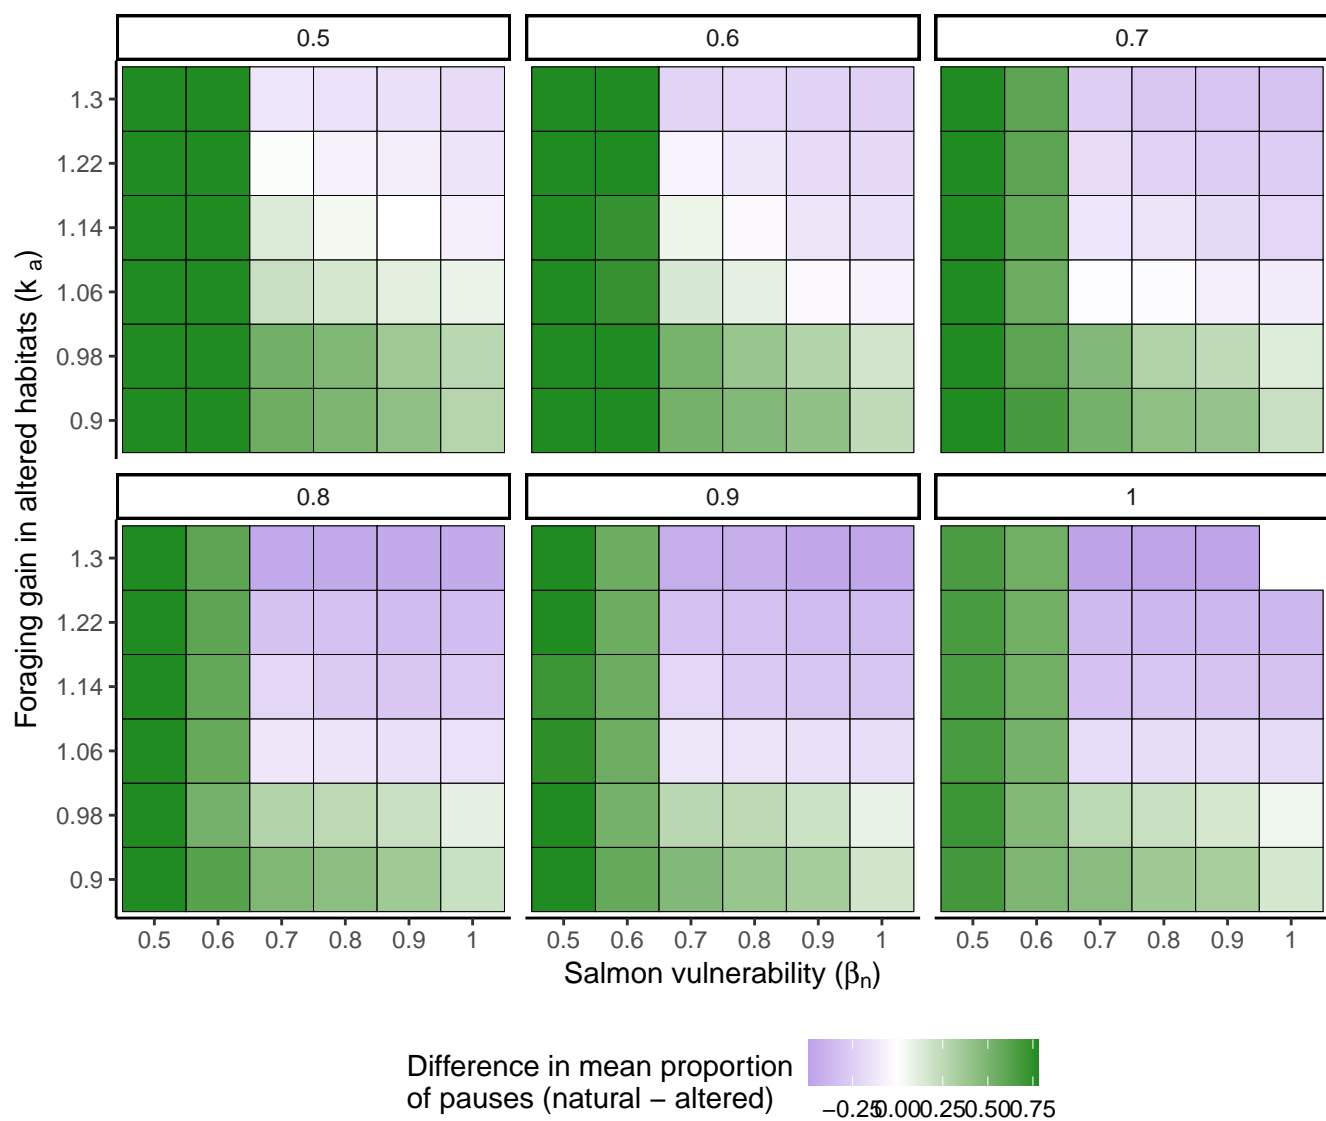 0.5
0.6
0.7
1.3
1.22
1.14
1.06
0.98
0.9
Foraging gain in altered habitats (k a)
0.8
0.9
1
1.3
1.22
1.14
1.06
0.98
0.9
0.5 0.6 0.7 0.8 0.9 1
0.5 0.6 0.7 0.8 0.9 1
0.5 0.6 0.7 0.8 0.9 1
Salmon vulnerability (βn)
Difference in mean proportion
of pauses (natural − altered)
−0.25 0.00 0.25 0.50 0.75